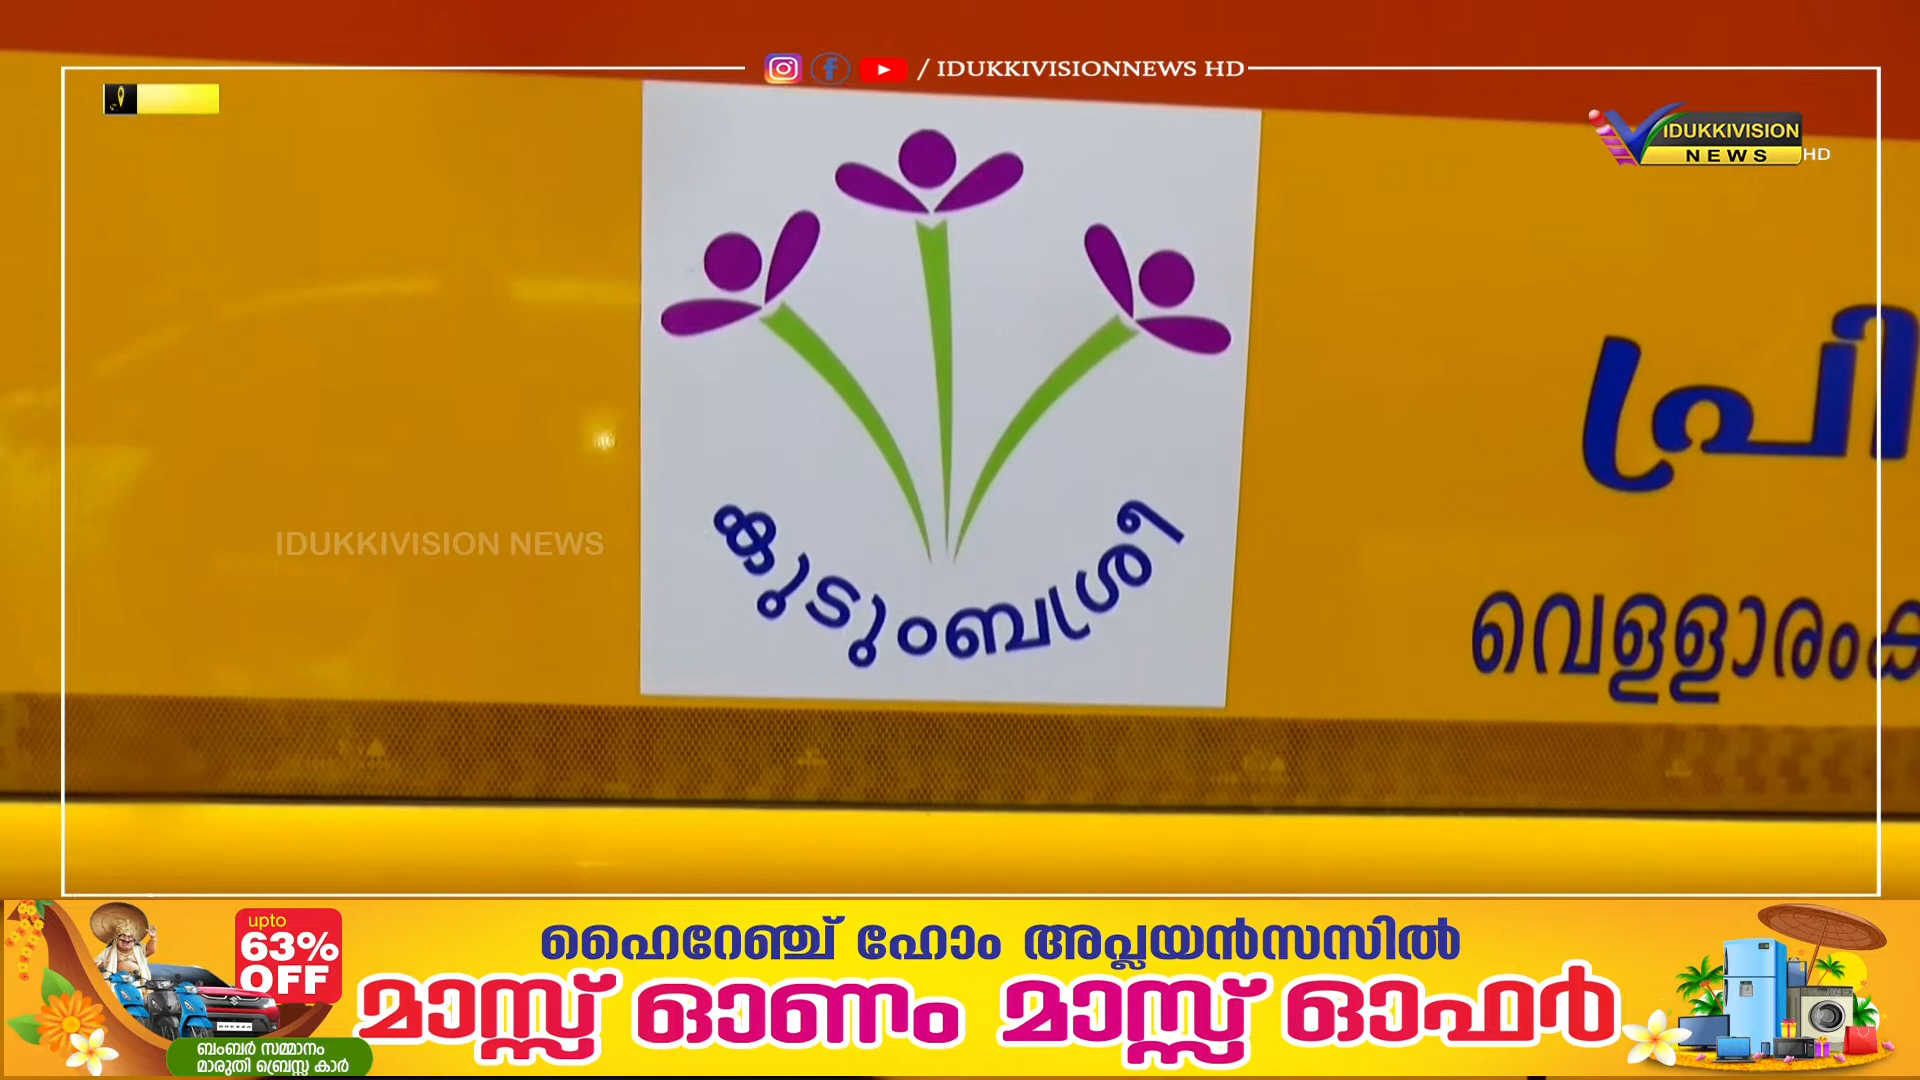 / IDUKKIVISIONNEWS HD
IDUKKIVISION
NEWS HD
IDUKKIVISION NEWS
കുടുംബശ്രീ
upto
63%
OFF
ഹൈറേഞ്ച് ഹോം അപ്ലയൻസസിൽ
മാസ്സ് ഓണം മാസ്സ് ഓഫർ
ബംബർ സമ്മാനം
മാരുതി ബ്രെസ്സ കാർ